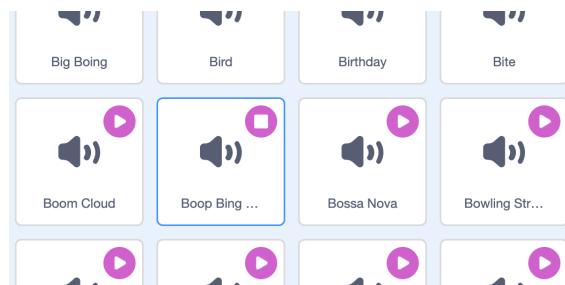 Big Boing
Bird
Birthday
Bite
Boom Cloud
Boop Bing ...
Bossa Nova
Bowling Str...